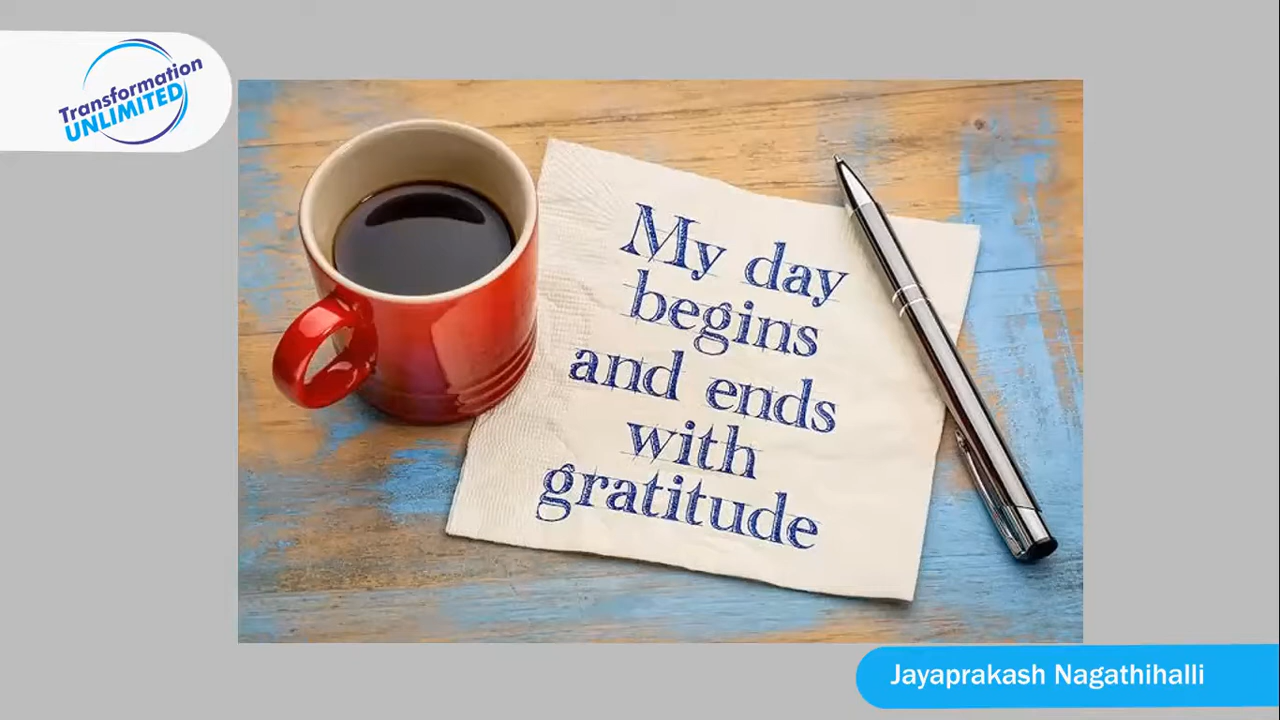 Transformation
UNLIMITED
My day
begins
and ends
with
gratitude
Jayaprakash Nagathihalli